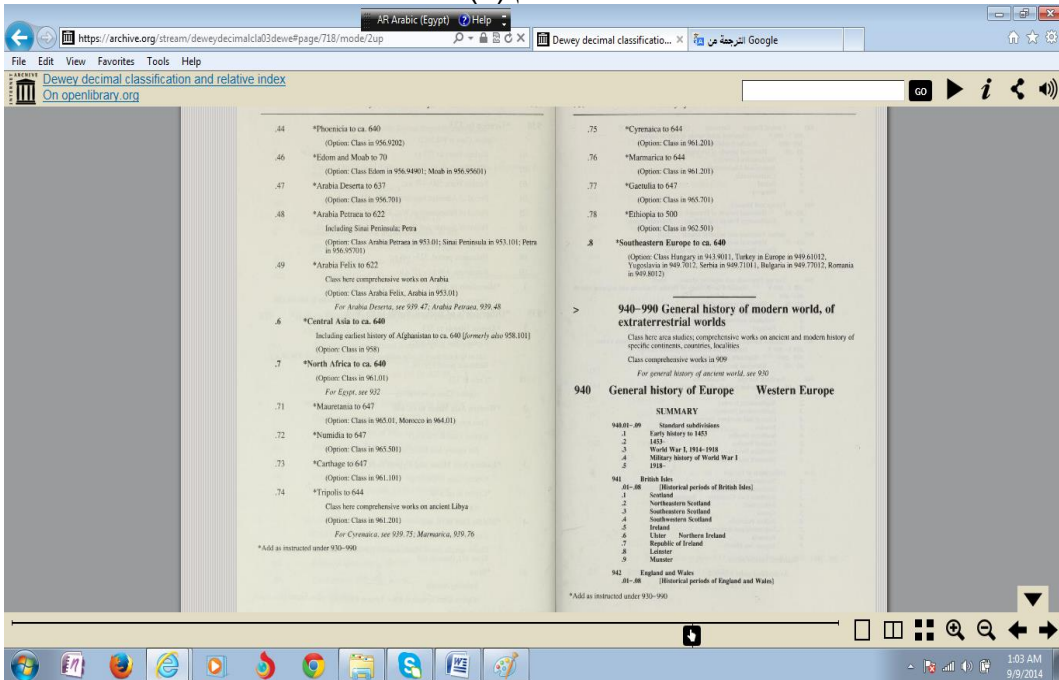 AR Arabic (Egypt) Help
https://archive.org/stream/deweydecimalcla03dewe#page/718/mode/2up
Dewey decimal classificatio...
الترجمة من Google
File Edit View Favorites Tools Help
Dewey decimal classification and relative index
On openlibrary.org
GO
.44 *Phoenicia to ca. 640
(Option: Class in 956.9202)
.46 *Edom and Moab to 70
(Option: Class Edom in 956.94901; Moab in 956.95601)
.47 *Arabia Deserta to 637
(Option: Class in 956.701)
.48 *Arabia Petraea to 622
Including Sinai Peninsula; Petra
(Option: Class Arabia Petraea in 953.01; Sinai Peninsula in 953.101; Petra
in 956.95701)
.49 *Arabia Felix to 622
Class here comprehensive works on Arabia
(Option: Class Arabia Felix, Arabia in 953.01)
For Arabia Deserta, see 939.47; Arabia Petraea, 939.48
.6 *Central Asia to ca. 640
Including earliest history of Afghanistan to ca. 640 [formerly also 958.101]
(Option: Class in 958)
.7 *North Africa to ca. 640
(Option: Class in 961.01)
For Egypt, see 932
.71 *Mauretania to 647
(Option: Class in 965.01, Morocco in 964.01)
.72 *Numidia to 647
(Option: Class in 965.501)
.73 *Carthage to 647
(Option: Class in 961.101)
.74 *Tripolis to 644
Class here comprehensive works on ancient Libya
(Option: Class in 961.201)
For Cyrenaica, see 939.75; Marmarica, 939.76
*Add as instructed under 930–990
.75 *Cyrenaica to 644
(Option: Class in 961.201)
.76 *Marmarica to 644
(Option: Class in 961.201)
.77 *Gaetulia to 647
(Option: Class in 965.701)
.78 *Ethiopia to 500
(Option: Class in 962.501)
.8 *Southeastern Europe to ca. 640
(Option: Class Hungary in 943.9011, Turkey in Europe in 949.61012,
Yugoslavia in 949.7012, Serbia in 949.71011, Bulgaria in 949.77012, Romania
in 949.8012)
> 940–990 General history of modern world, of
extraterrestrial worlds
Class here area studies; comprehensive works on ancient and modern history of
specific continents, countries, localities
Class comprehensive works in 909
For general history of ancient world, see 930
940 General history of Europe Western Europe
SUMMARY
940.01–.09 Standard subdivisions
.1 Early history to 1453
.2 1453–
.3 World War I, 1914–1918
.4 Military history of World War I
.5 1918–
941 British Isles
.01–.08 [Historical periods of British Isles]
.1 Scotland
.2 Northeastern Scotland
.3 Southeastern Scotland
.4 Southwestern Scotland
.5 Ireland
.6 Ulster Northern Ireland
.7 Republic of Ireland
.8 Leinster
.9 Munster
942 England and Wales
.01–.08 [Historical periods of England and Wales]
*Add as instructed under 930–990
1:03 AM
9/9/2014